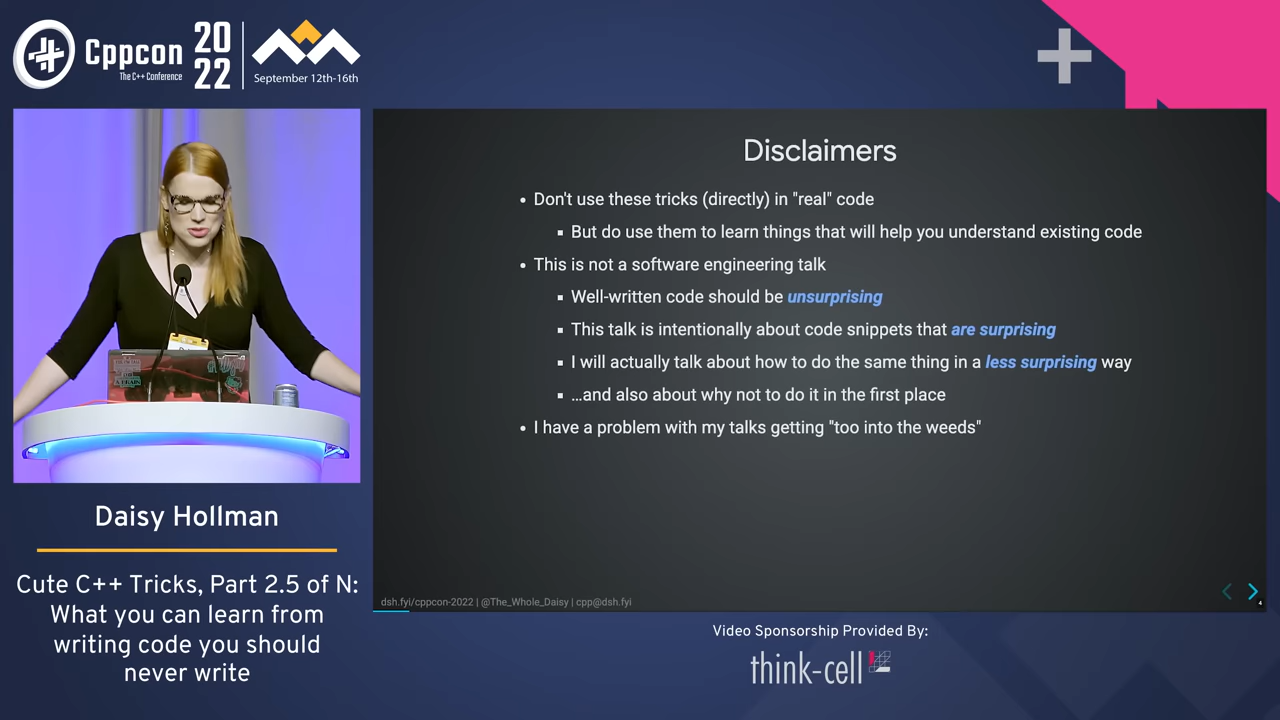 Cppcon
The C++ Conference
20
22
September 12th-16th
Disclaimers
• Don't use these tricks (directly) in "real" code
▪ But do use them to learn things that will help you understand existing code
• This is not a software engineering talk
▪ Well-written code should be unsurprising
▪ This talk is intentionally about code snippets that are surprising
▪ I will actually talk about how to do the same thing in a less surprising way
▪ …and also about why not to do it in the first place
• I have a problem with my talks getting "too into the weeds"
dsh.fyi/cppcon-2022 | @The_Whole_Daisy | cpp@dsh.fyi
4
Daisy Hollman
Cute C++ Tricks, Part 2.5 of N:
What you can learn from
writing code you should
never write
Video Sponsorship Provided By:
think-cell